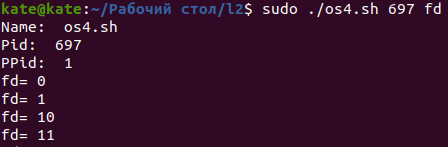 kate@kate:~/Рабочий стол/l2$ sudo ./os4.sh 697 fd
Name:  os4.sh
Pid:  697
PPid:  1
fd= 0
fd= 1
fd= 10
fd= 11